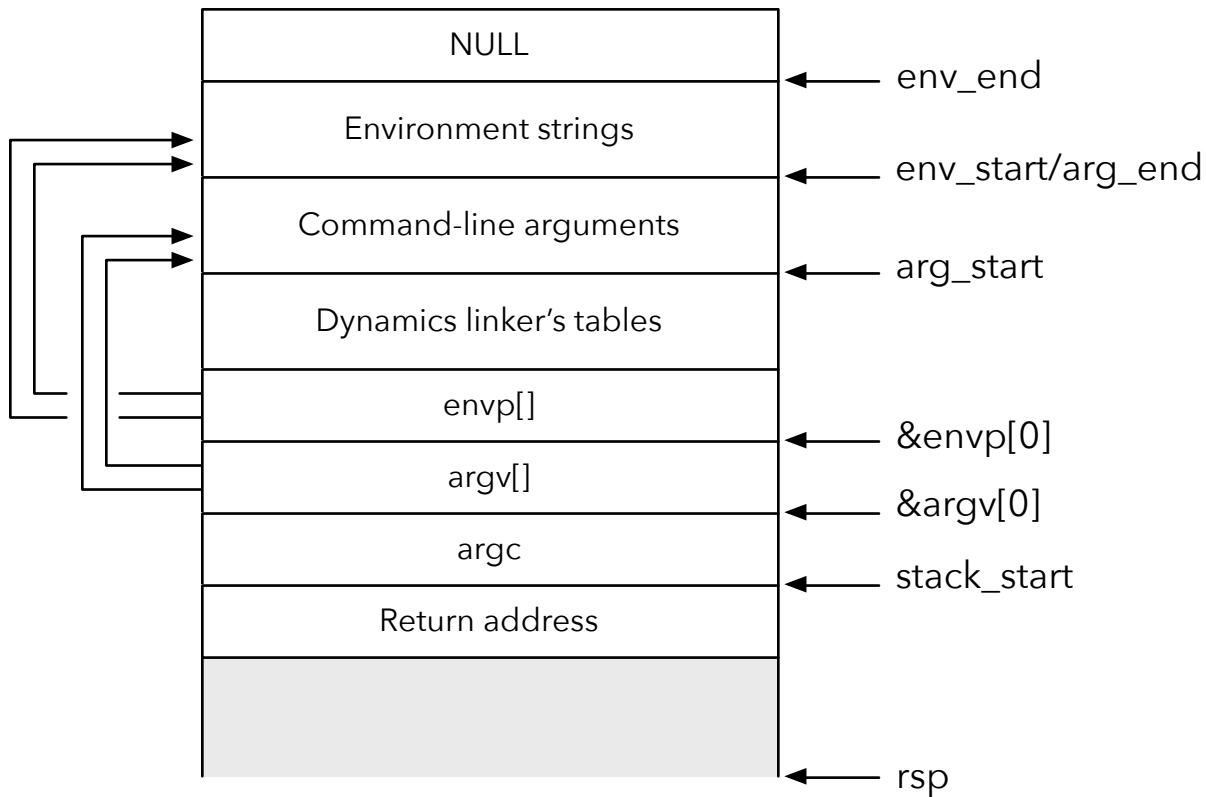 NULL
env_end
Environment strings
env_start/arg_end
Command-line arguments
arg_start
Dynamics linker’s tables
envp[]
&envp[0]
argv[]
&argv[0]
argc
stack_start
Return address
rsp